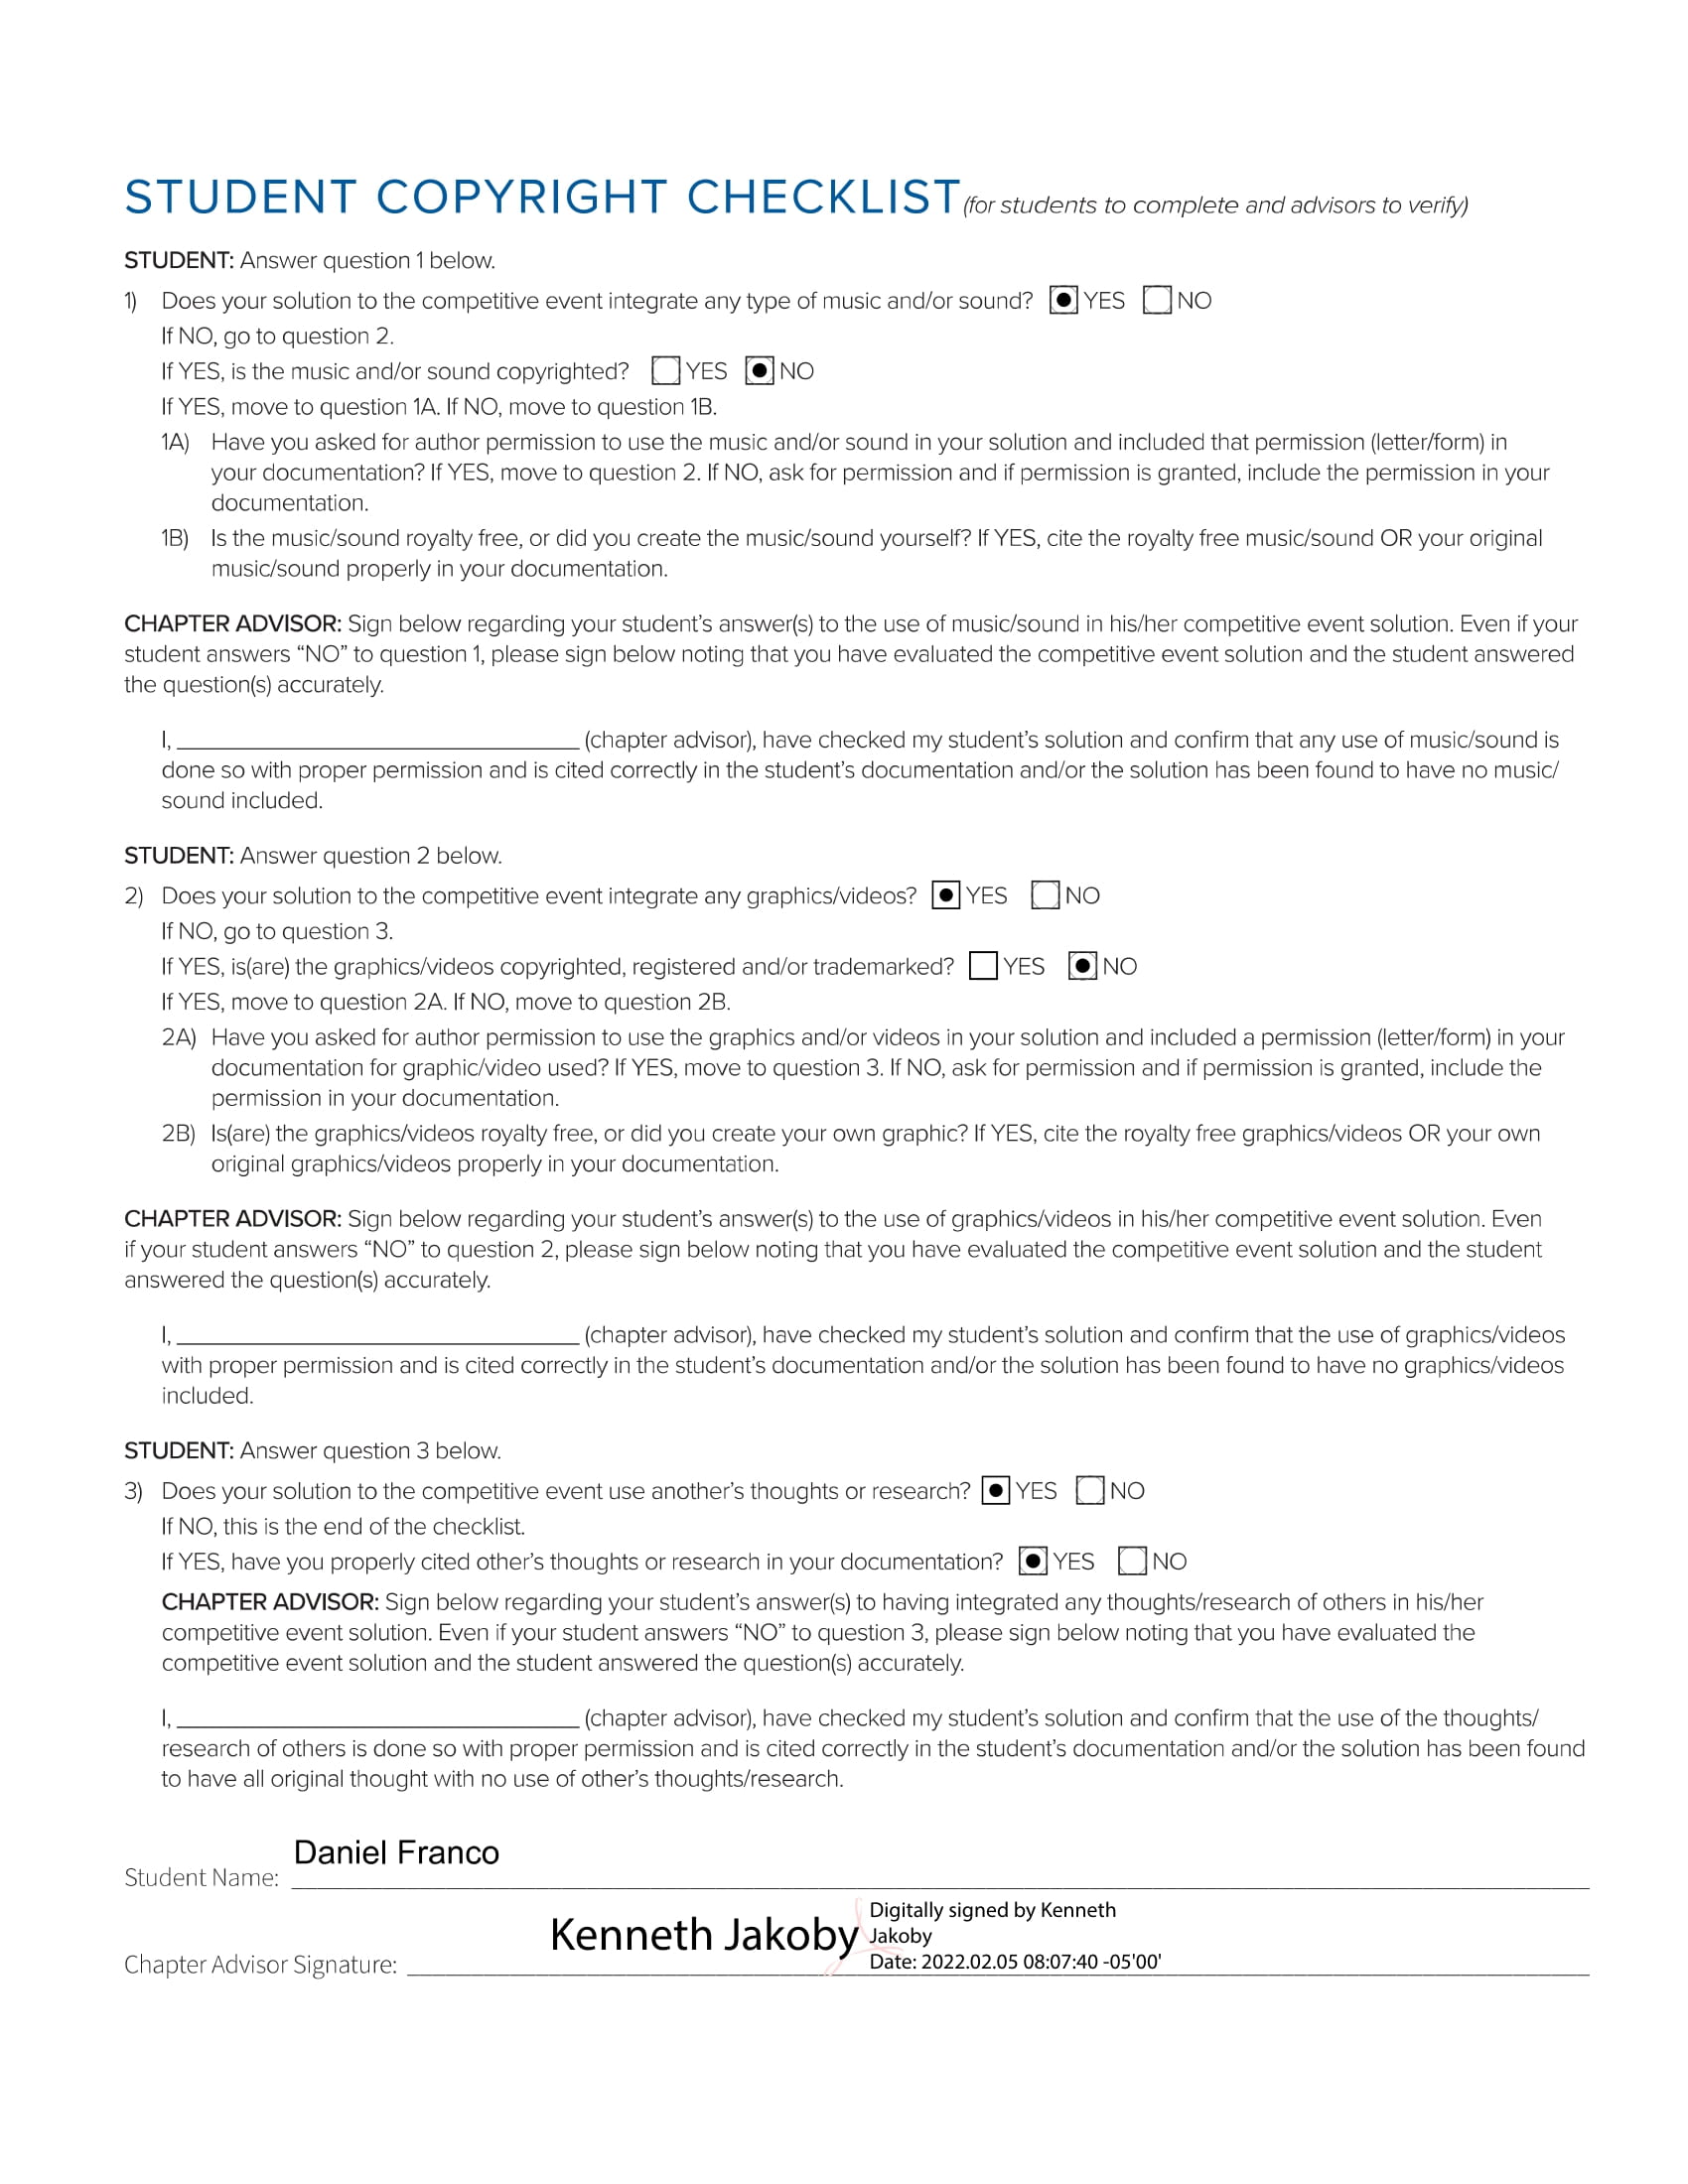 STUDENT COPYRIGHT CHECKLIST (for students to complete and advisors to verify)
STUDENT: Answer question 1 below.
1) Does your solution to the competitive event integrate any type of music and/or sound? YES NO
If NO, go to question 2.
If YES, is the music and/or sound copyrighted? YES NO
If YES, move to question 1A. If NO, move to question 1B.
1A) Have you asked for author permission to use the music and/or sound in your solution and included that permission (letter/form) in
your documentation? If YES, move to question 2. If NO, ask for permission and if permission is granted, include the permission in your
documentation.
1B) Is the music/sound royalty free, or did you create the music/sound yourself? If YES, cite the royalty free music/sound OR your original
music/sound properly in your documentation.
CHAPTER ADVISOR: Sign below regarding your student’s answer(s) to the use of music/sound in his/her competitive event solution. Even if your
student answers “NO” to question 1, please sign below noting that you have evaluated the competitive event solution and the student answered
the question(s) accurately.
I, ______________________________ (chapter advisor), have checked my student’s solution and confirm that any use of music/sound is
done so with proper permission and is cited correctly in the student’s documentation and/or the solution has been found to have no music/
sound included.
STUDENT: Answer question 2 below.
2) Does your solution to the competitive event integrate any graphics/videos? YES NO
If NO, go to question 3.
If YES, is(are) the graphics/videos copyrighted, registered and/or trademarked? YES NO
If YES, move to question 2A. If NO, move to question 2B.
2A) Have you asked for author permission to use the graphics and/or videos in your solution and included a permission (letter/form) in your
documentation for graphic/video used? If YES, move to question 3. If NO, ask for permission and if permission is granted, include the
permission in your documentation.
2B) Is(are) the graphics/videos royalty free, or did you create your own graphic? If YES, cite the royalty free graphics/videos OR your own
original graphics/videos properly in your documentation.
CHAPTER ADVISOR: Sign below regarding your student’s answer(s) to the use of graphics/videos in his/her competitive event solution. Even
if your student answers “NO” to question 2, please sign below noting that you have evaluated the competitive event solution and the student
answered the question(s) accurately.
I, ______________________________ (chapter advisor), have checked my student’s solution and confirm that the use of graphics/videos
with proper permission and is cited correctly in the student’s documentation and/or the solution has been found to have no graphics/videos
included.
STUDENT: Answer question 3 below.
3) Does your solution to the competitive event use another’s thoughts or research? YES NO
If NO, this is the end of the checklist.
If YES, have you properly cited other’s thoughts or research in your documentation? YES NO
CHAPTER ADVISOR: Sign below regarding your student’s answer(s) to having integrated any thoughts/research of others in his/her
competitive event solution. Even if your student answers “NO” to question 3, please sign below noting that you have evaluated the
competitive event solution and the student answered the question(s) accurately.
I, ______________________________ (chapter advisor), have checked my student’s solution and confirm that the use of the thoughts/
research of others is done so with proper permission and is cited correctly in the student’s documentation and/or the solution has been found
to have all original thought with no use of other’s thoughts/research.
Student Name: Daniel Franco
Chapter Advisor Signature: Kenneth Jakoby
Digitally signed by Kenneth
Jakoby
Date: 2022.02.05 08:07:40 -05'00'